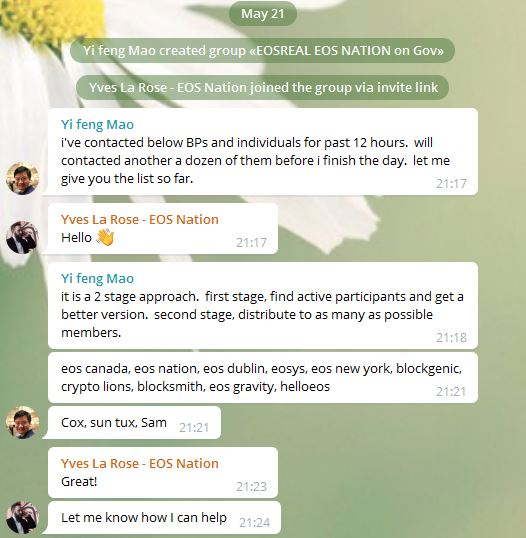 May 21
Yi feng Mao created group «EOSREAL EOS NATION on Gov»
Yves La Rose - EOS Nation joined the group via invite link
Yi feng Mao
i've contacted below BPs and individuals for past 12 hours.  will
contacted another a dozen of them before i finish the day.  let me
give you the list so far.
21:17
Yves La Rose - EOS Nation
Hello 👋
21:17
Yi feng Mao
it is a 2 stage approach.  first stage, find active participants and get a
better version.  second stage, distribute to as many as possible
members.
21:18
eos canada, eos nation, eos dublin, eosys, eos new york, blockgenic,
crypto lions, blocksmith, eos gravity, helloeos
21:21
Cox, sun tux, Sam 21:21
Yves La Rose - EOS Nation
Great!
21:23
Let me know how I can help 21:24